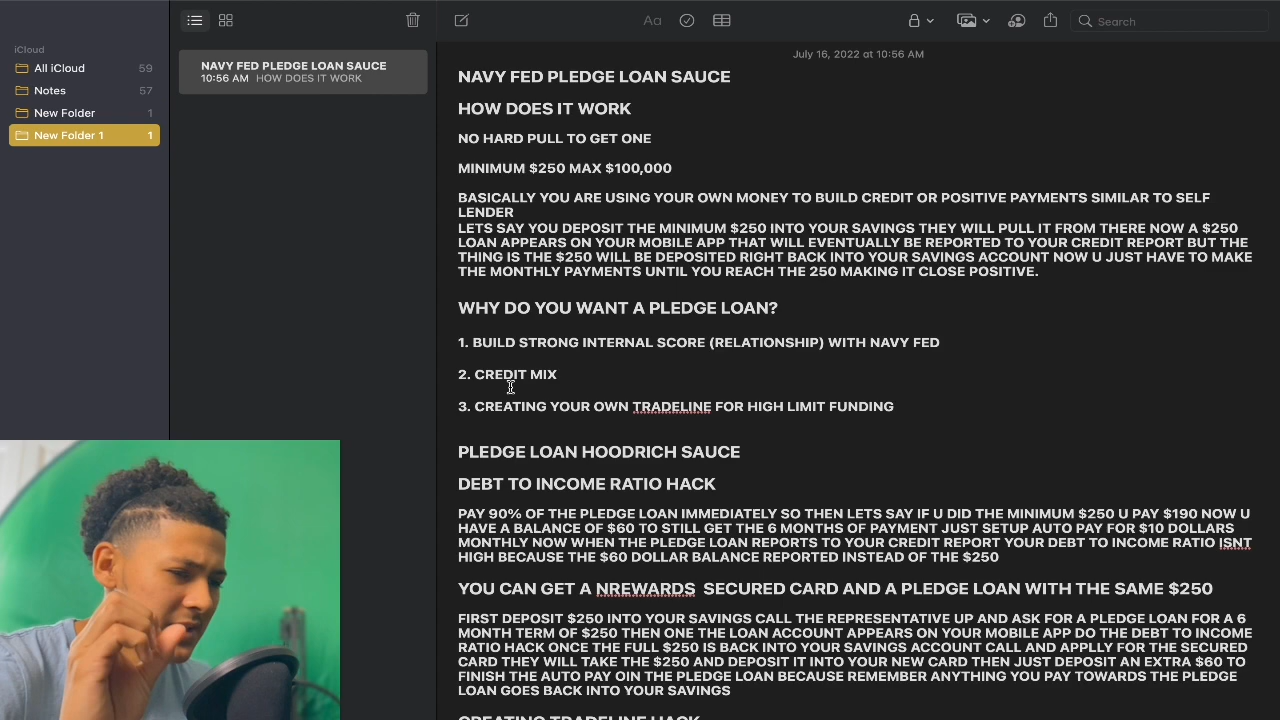 iCloud
All iCloud 59
Notes 57
New Folder 1
New Folder 1 1
NAVY FED PLEDGE LOAN SAUCE
10:56 AM HOW DOES IT WORK
Aa
Search
July 16, 2022 at 10:56 AM
NAVY FED PLEDGE LOAN SAUCE
HOW DOES IT WORK
NO HARD PULL TO GET ONE
MINIMUM $250 MAX $100,000
BASICALLY YOU ARE USING YOUR OWN MONEY TO BUILD CREDIT OR POSITIVE PAYMENTS SIMILAR TO SELF
LENDER
LETS SAY YOU DEPOSIT THE MINIMUM $250 INTO YOUR SAVINGS THEY WILL PULL IT FROM THERE NOW A $250
LOAN APPEARS ON YOUR MOBILE APP THAT WILL EVENTUALLY BE REPORTED TO YOUR CREDIT REPORT BUT THE
THING IS THE $250 WILL BE DEPOSITED RIGHT BACK INTO YOUR SAVINGS ACCOUNT NOW U JUST HAVE TO MAKE
THE MONTHLY PAYMENTS UNTIL YOU REACH THE 250 MAKING IT CLOSE POSITIVE.
WHY DO YOU WANT A PLEDGE LOAN?
1. BUILD STRONG INTERNAL SCORE (RELATIONSHIP) WITH NAVY FED
2. CREDIT MIX
3. CREATING YOUR OWN TRADELINE FOR HIGH LIMIT FUNDING
PLEDGE LOAN HOODRICH SAUCE
DEBT TO INCOME RATIO HACK
PAY 90% OF THE PLEDGE LOAN IMMEDIATELY SO THEN LETS SAY IF U DID THE MINIMUM $250 U PAY $190 NOW U
HAVE A BALANCE OF $60 TO STILL GET THE 6 MONTHS OF PAYMENT JUST SETUP AUTO PAY FOR $10 DOLLARS
MONTHLY NOW WHEN THE PLEDGE LOAN REPORTS TO YOUR CREDIT REPORT YOUR DEBT TO INCOME RATIO ISNT
HIGH BECAUSE THE $60 DOLLAR BALANCE REPORTED INSTEAD OF THE $250
YOU CAN GET A NREWARDS SECURED CARD AND A PLEDGE LOAN WITH THE SAME $250
FIRST DEPOSIT $250 INTO YOUR SAVINGS CALL THE REPRESENTATIVE UP AND ASK FOR A PLEDGE LOAN FOR A 6
MONTH TERM OF $250 THEN ONE THE LOAN ACCOUNT APPEARS ON YOUR MOBILE APP DO THE DEBT TO INCOME
RATIO HACK ONCE THE FULL $250 IS BACK INTO YOUR SAVINGS ACCOUNT CALL AND APPLLY FOR THE SECURED
CARD THEY WILL TAKE THE $250 AND DEPOSIT IT INTO YOUR NEW CARD THEN JUST DEPOSIT AN EXTRA $60 TO
FINISH THE AUTO PAY OIN THE PLEDGE LOAN BECAUSE REMEMBER ANYTHING YOU PAY TOWARDS THE PLEDGE
LOAN GOES BACK INTO YOUR SAVINGS
CREATING TRADELINE HACK